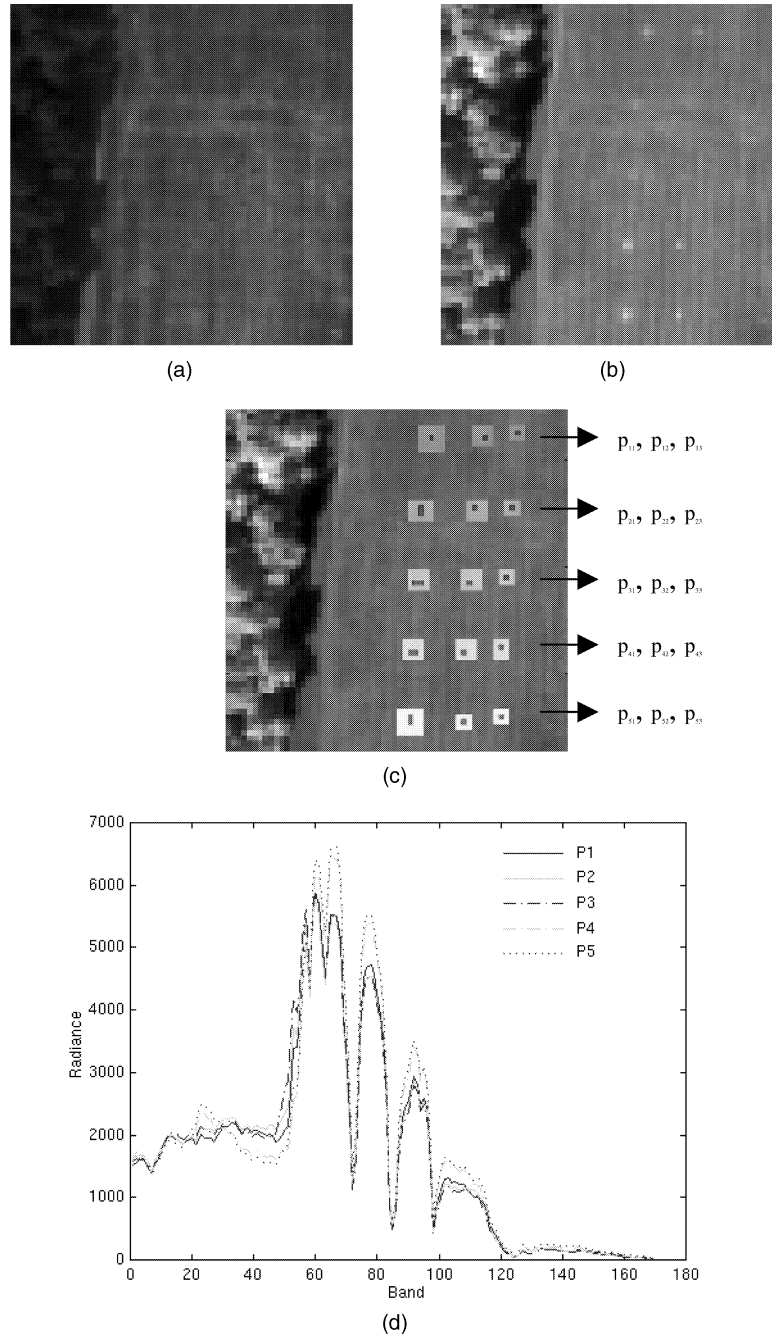 (a)
(b)
p11, p12, p13
p21, p22, p23
p31, p32, p33
p41, p42, p43
p51, p52, p53
(c)
7000
6000
5000
4000
3000
2000
1000
0
Radiance
P1
P2
P3
P4
P5
0 20 40 60 80 100 120 140 160 180
Band
(d)